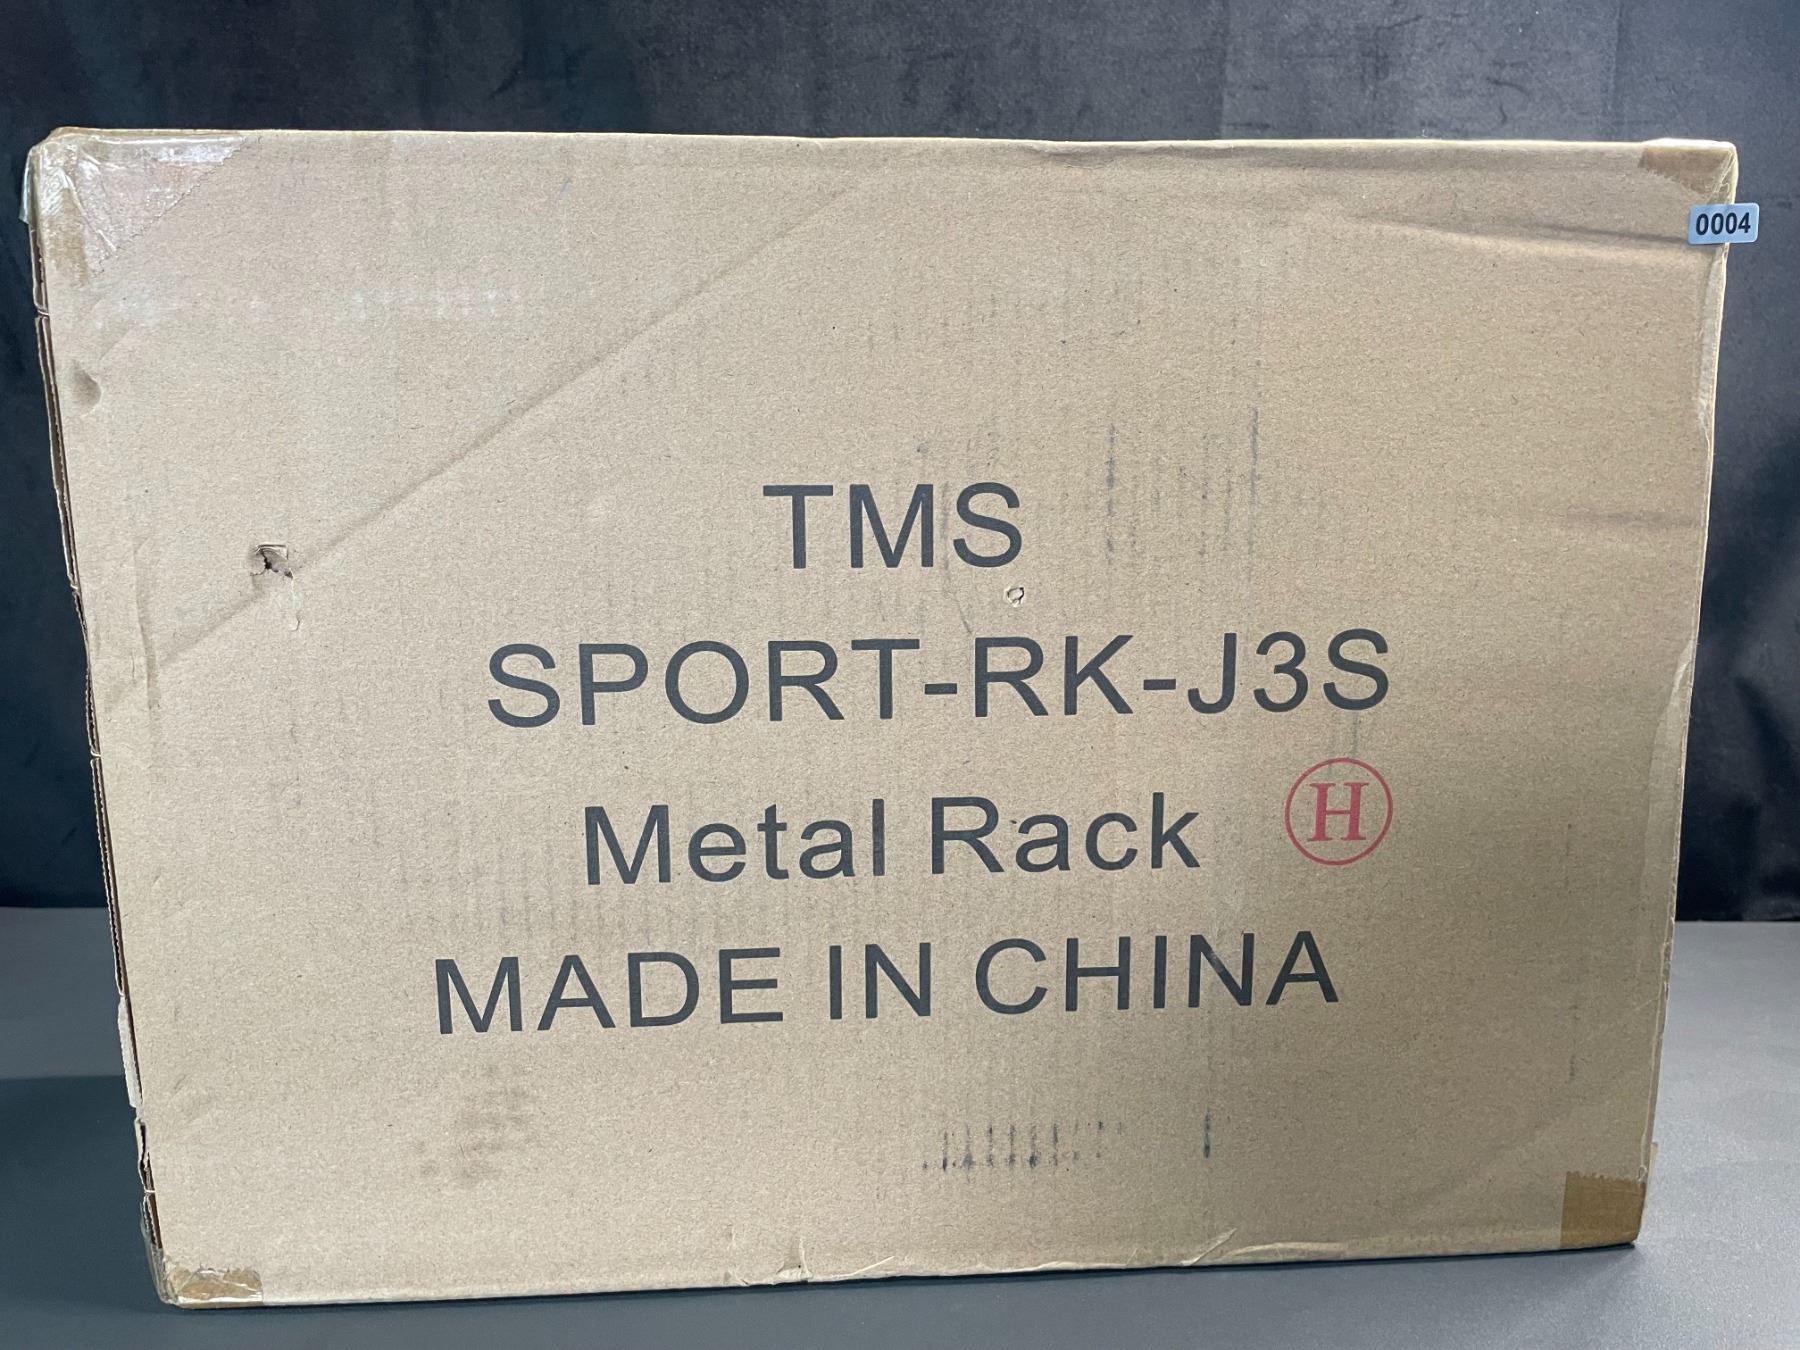 0004
TMS
SPORT-RK-J3S
Metal Rack H
MADE IN CHINA